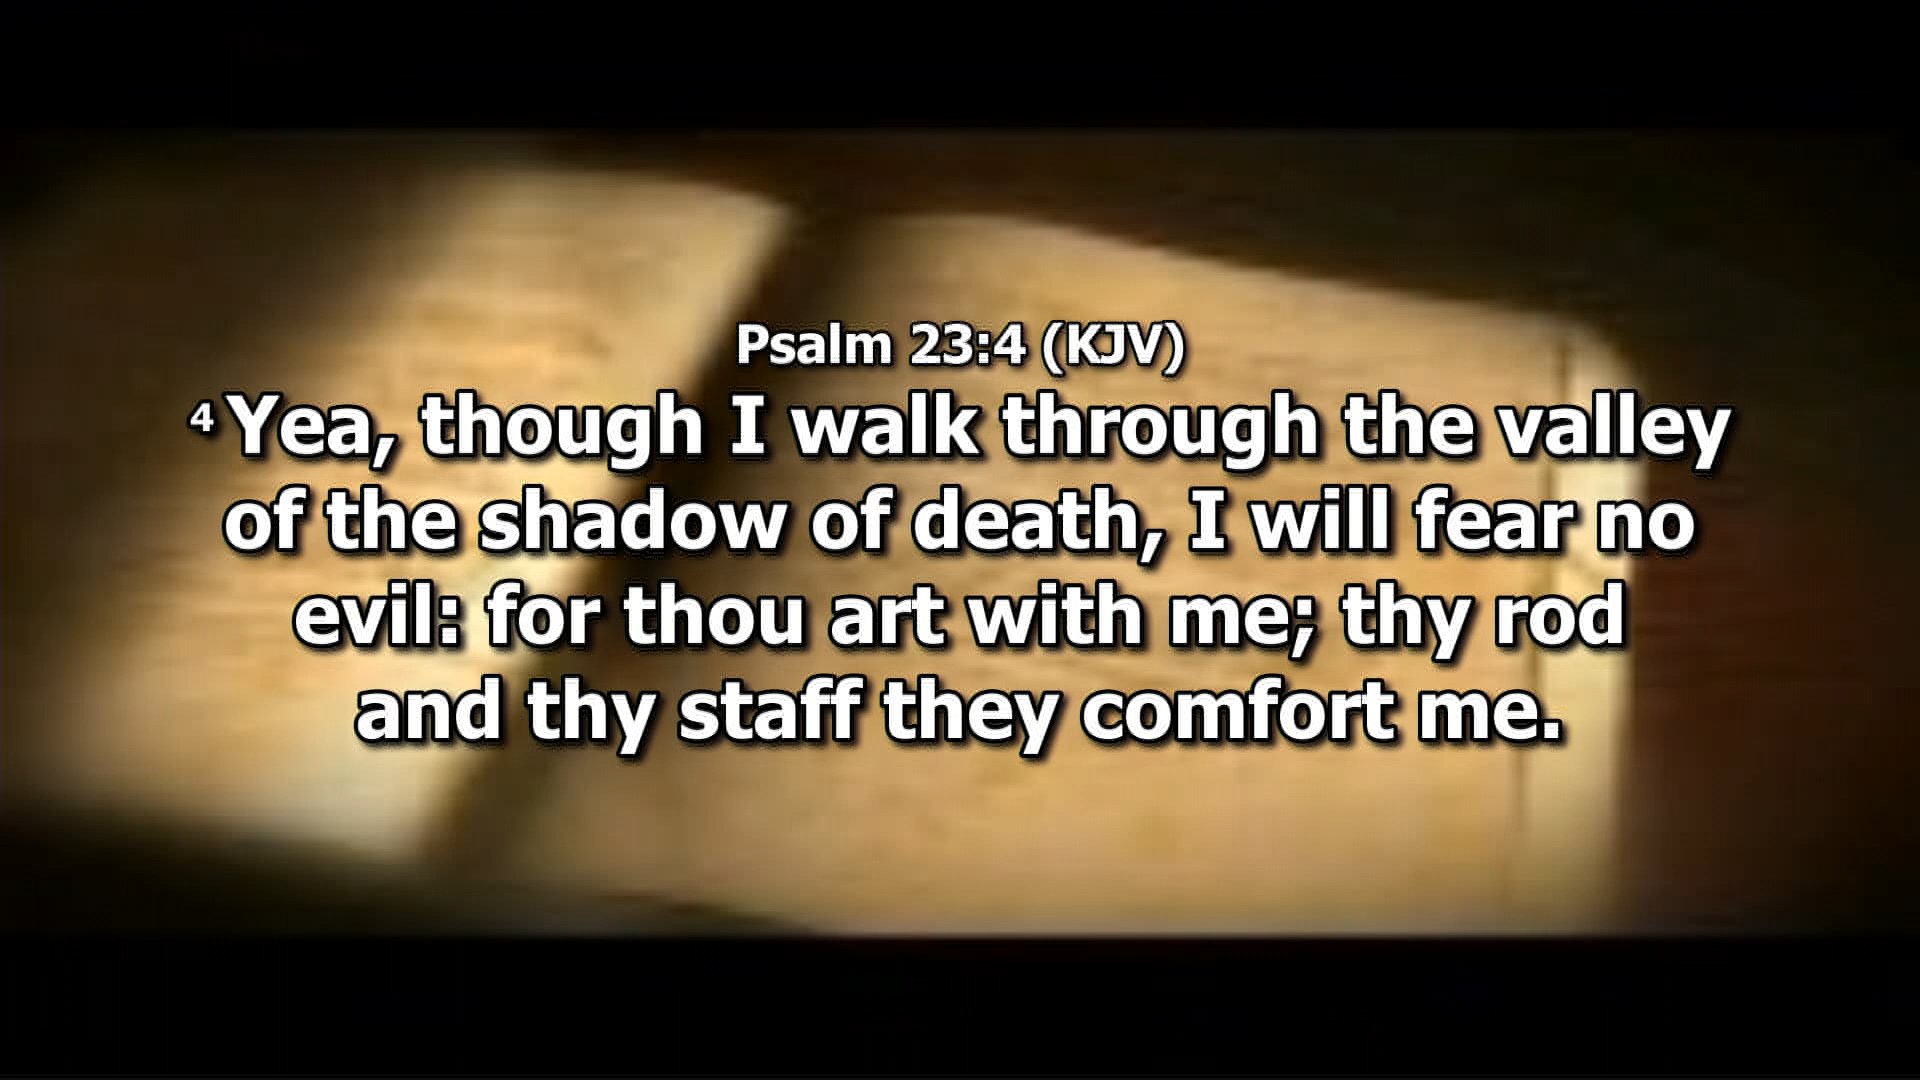 Psalm 23:4 (KJV)
4 Yea, though I walk through the valley
of the shadow of death, I will fear no
evil: for thou art with me; thy rod
and thy staff they comfort me.